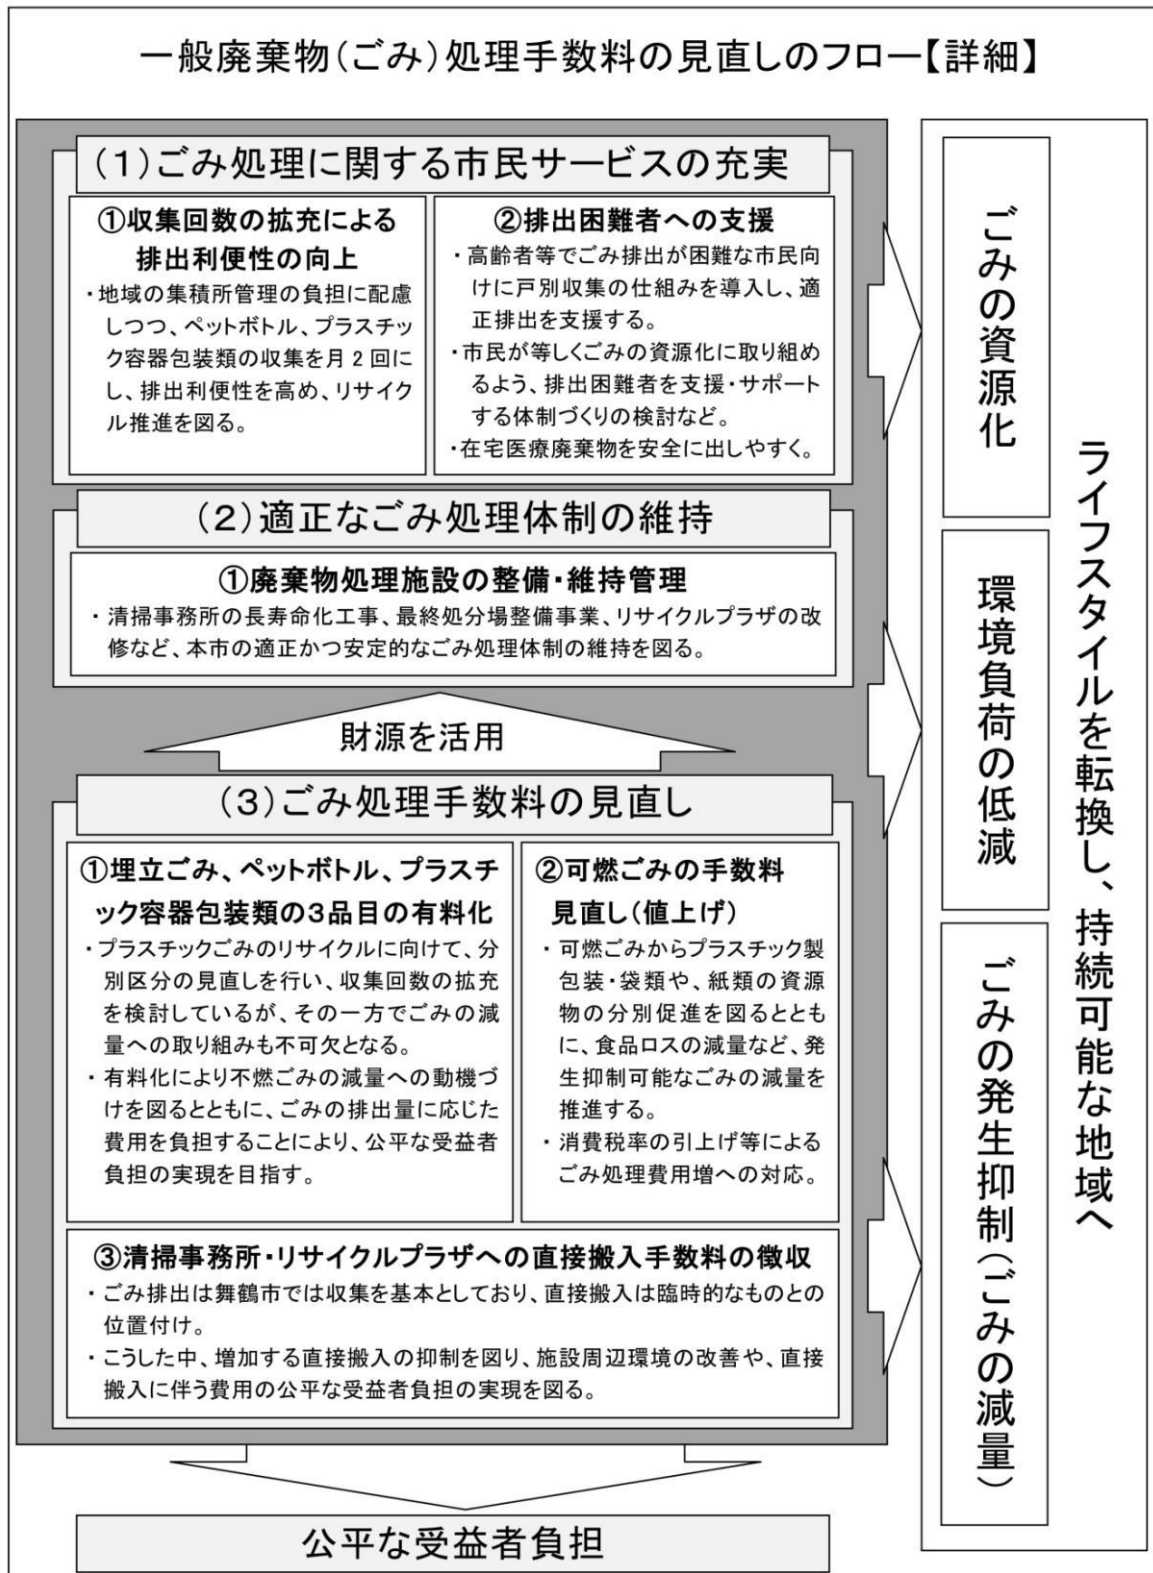 一般廃棄物(ごみ)処理手数料の見直しのフロー【詳細】
(1)ごみ処理に関する市民サービスの充実
①収集回数の拡充による
排出利便性の向上
・地域の集積所管理の負担に配慮
しつつ、ペットボトル、プラスチッ
ク容器包装類の収集を月2回に
し、排出利便性を高め、リサイク
ル推進を図る。
②排出困難者への支援
・高齢者等でごみ排出が困難な市民向
けに戸別収集の仕組みを導入し、適
正排出を支援する。
・市民が等しくごみの資源化に取り組め
るよう、排出困難者を支援・サポート
する体制づくりの検討など。
・在宅医療廃棄物を安全に出しやすく。
(2)適正なごみ処理体制の維持
①廃棄物処理施設の整備・維持管理
・清掃事務所の長寿命化工事、最終処分場整備事業、リサイクルプラザの改
修など、本市の適正かつ安定的なごみ処理体制の維持を図る。
財源を活用
(3)ごみ処理手数料の見直し
①埋立ごみ、ペットボトル、プラスチ
ック容器包装類の3品目の有料化
・プラスチックごみのリサイクルに向けて、分
別区分の見直しを行い、収集回数の拡充
を検討しているが、その一方でごみの減
量への取り組みも不可欠となる。
・有料化により不燃ごみの減量への動機づ
けを図るとともに、ごみの排出量に応じた
費用を負担することにより、公平な受益者
負担の実現を目指す。
②可燃ごみの手数料
見直し(値上げ)
・可燃ごみからプラスチック製
包装・袋類や、紙類の資源
物の分別促進を図るととも
に、食品ロスの減量など、発
生抑制可能なごみの減量を
推進する。
・消費税率の引上げ等による
ごみ処理費用増への対応。
③清掃事務所・リサイクルプラザへの直接搬入手数料の徴収
・ごみ排出は舞鶴市では収集を基本としており、直接搬入は臨時的なものとの
位置付け。
・こうした中、増加する直接搬入の抑制を図り、施設周辺環境の改善や、直接
搬入に伴う費用の公平な受益者負担の実現を図る。
公平な受益者負担
ごみの資源化
環境負荷の低減
ごみの発生抑制(ごみの減量)
ライフスタイルを転換し、持続可能な地域へ